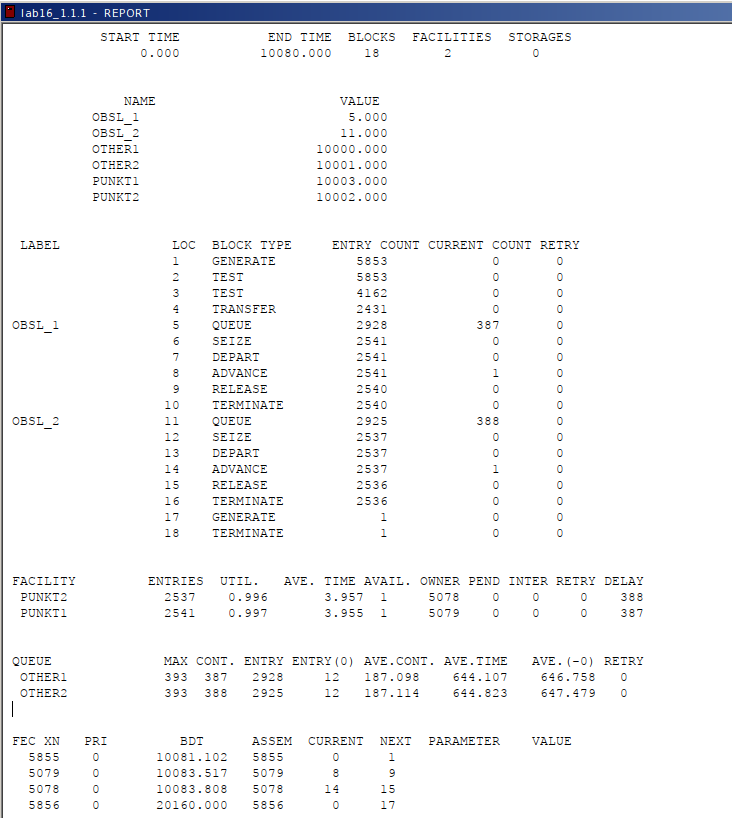 lab16_1.1.1 - REPORT
START TIME END TIME BLOCKS FACILITIES STORAGES
0.000 10080.000 18 2 0
NAME VALUE
OBSL_1 5.000
OBSL_2 11.000
OTHER1 10000.000
OTHER2 10001.000
PUNKT1 10003.000
PUNKT2 10002.000
LABEL LOC BLOCK TYPE ENTRY COUNT CURRENT COUNT RETRY
1 GENERATE 5853 0 0
2 TEST 5853 0 0
3 TEST 4162 0 0
4 TRANSFER 2431 0 0
OBSL_1 5 QUEUE 2928 387 0
6 SEIZE 2541 0 0
7 DEPART 2541 0 0
8 ADVANCE 2541 1 0
9 RELEASE 2540 0 0
10 TERMINATE 2540 0 0
OBSL_2 11 QUEUE 2925 388 0
12 SEIZE 2537 0 0
13 DEPART 2537 0 0
14 ADVANCE 2537 1 0
15 RELEASE 2536 0 0
16 TERMINATE 2536 0 0
17 GENERATE 1 0 0
18 TERMINATE 1 0 0
FACILITY ENTRIES UTIL. AVE. TIME AVAIL. OWNER PEND INTER RETRY DELAY
PUNKT2 2537 0.996 3.957 1 5078 0 0 0 388
PUNKT1 2541 0.997 3.955 1 5079 0 0 0 387
QUEUE MAX CONT. ENTRY ENTRY(0) AVE.CONT. AVE.TIME AVE.(-0) RETRY
OTHER1 393 387 2928 12 187.098 644.107 646.758 0
OTHER2 393 388 2925 12 187.114 644.823 647.479 0
FEC XN PRI BDT ASSEM CURRENT NEXT PARAMETER VALUE
5855 0 10081.102 5855 0 1
5079 0 10083.517 5079 8 9
5078 0 10083.808 5078 14 15
5856 0 20160.000 5856 0 17